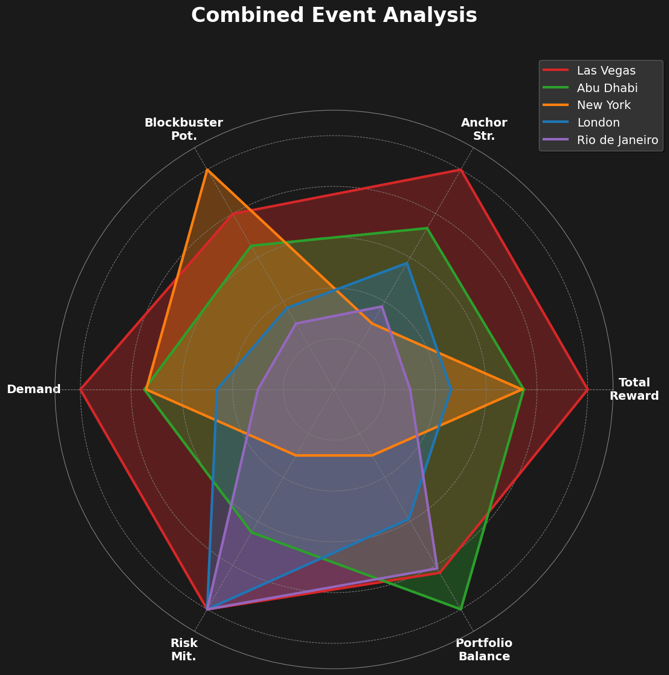 Combined Event Analysis
Las Vegas
Abu Dhabi
New York
London
Rio de Janeiro
Blockbuster
Pot.
Anchor
Str.
Demand
Total
Reward
Risk
Mit.
Portfolio
Balance